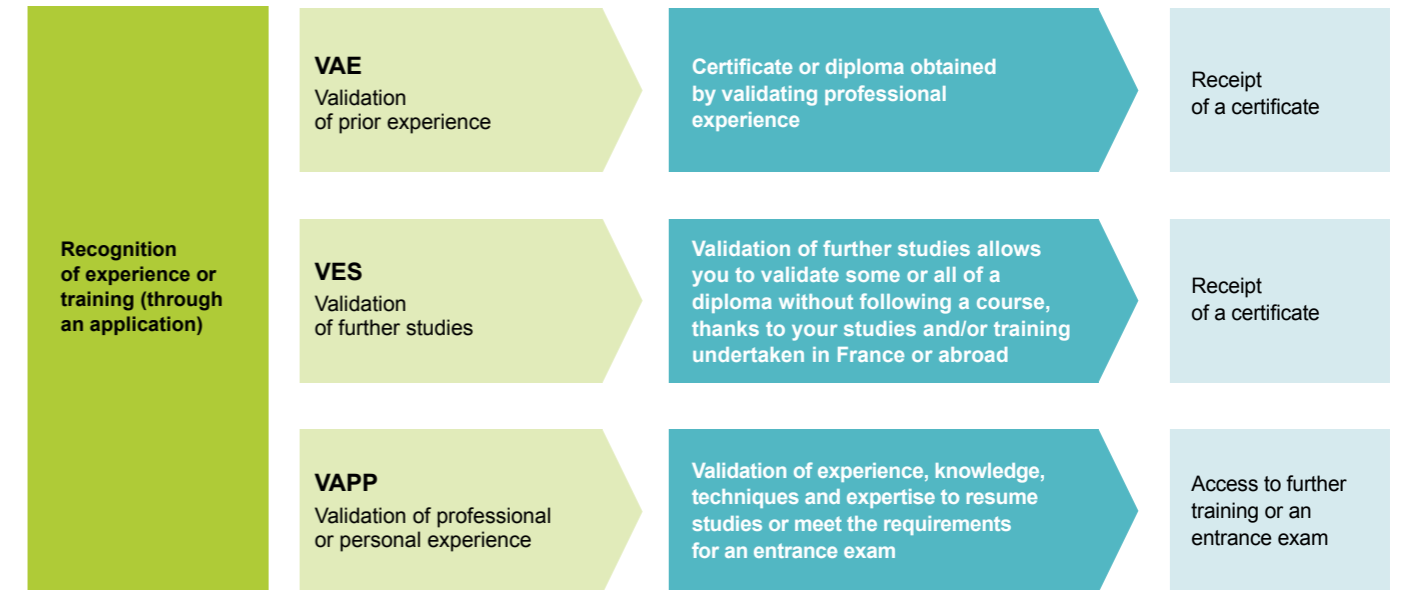 Recognition
of experience or
training (through
an application)
VAE
Validation
of prior experience
Certificate or diploma obtained
by validating professional
experience
Receipt
of a certificate
VES
Validation
of further studies
Validation of further studies allows
you to validate some or all of a
diploma without following a course,
thanks to your studies and/or training
undertaken in France or abroad
Receipt
of a certificate
VAPP
Validation of professional
or personal experience
Validation of experience, knowledge,
techniques and expertise to resume
studies or meet the requirements
for an entrance exam
Access to further
training or an
entrance exam